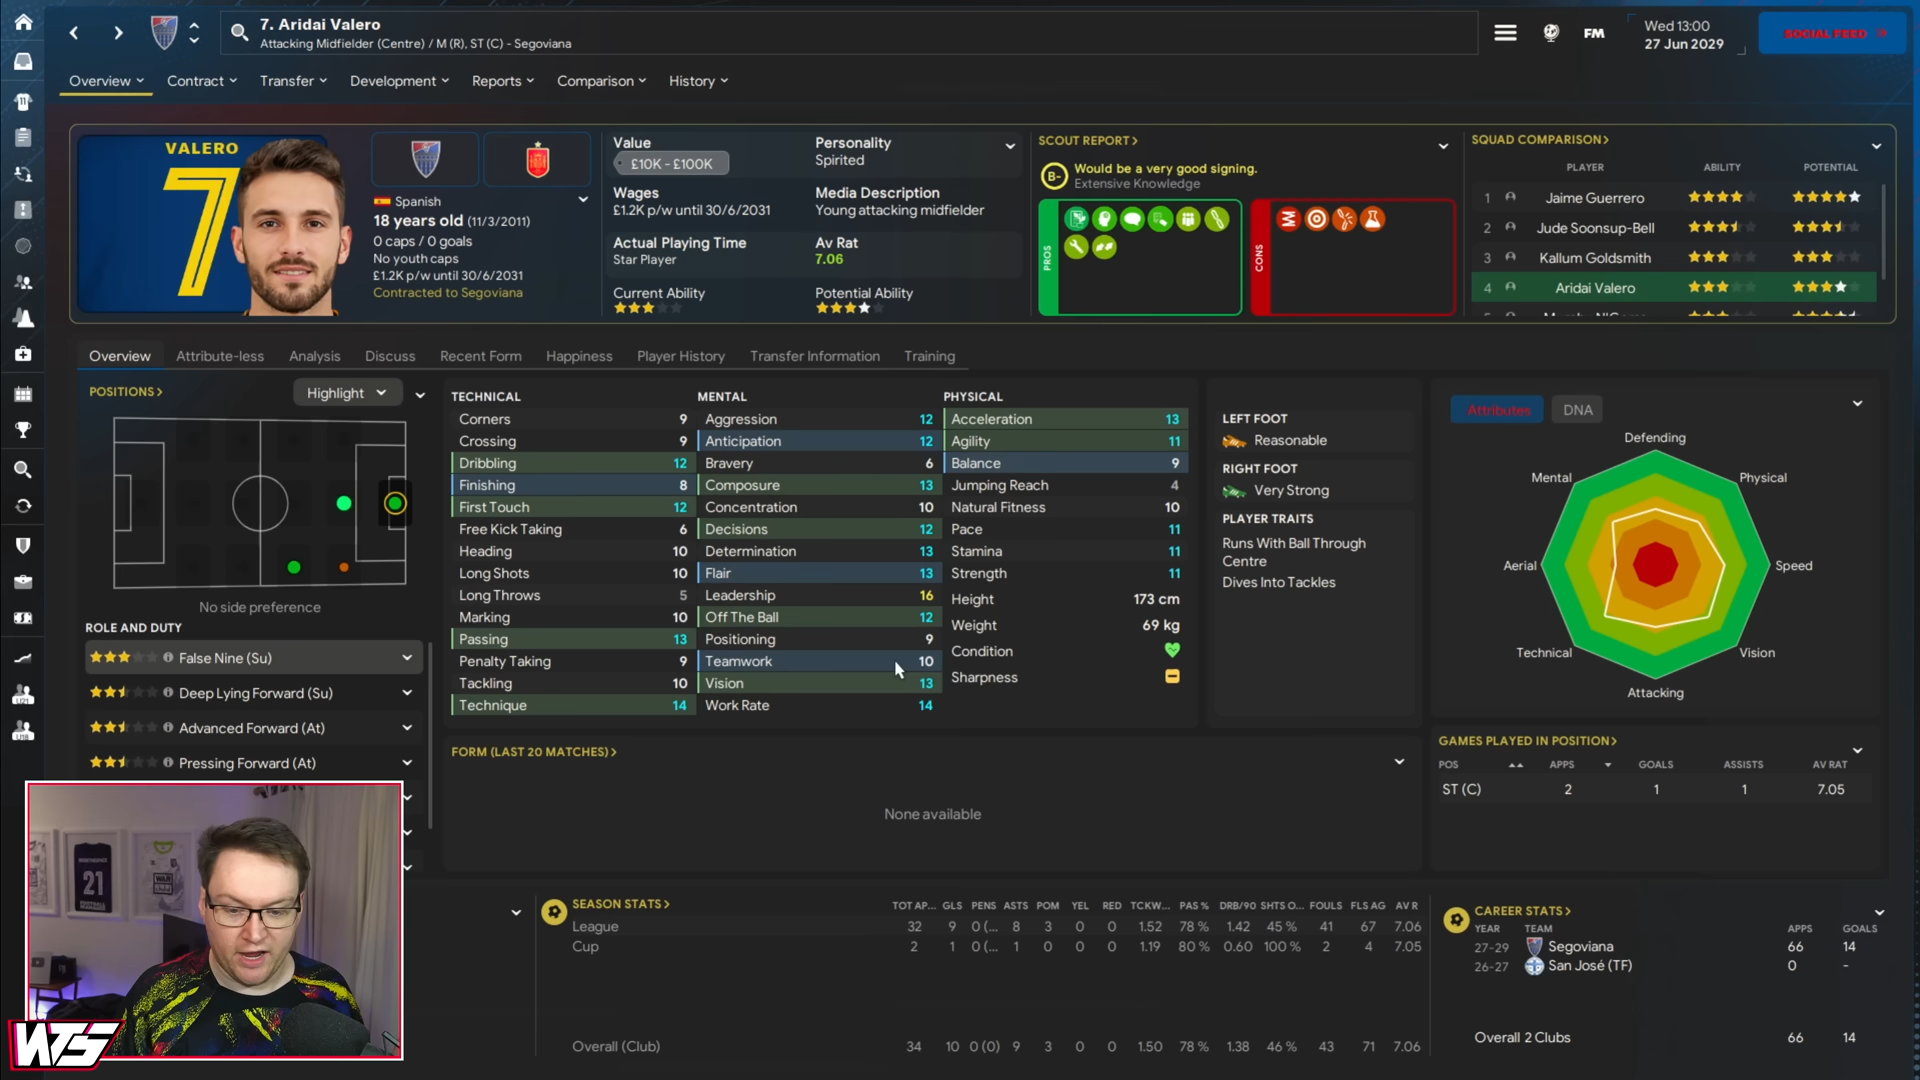 7. Aridai Valero
Attacking Midfielder (Centre) / M (R), ST (C) - Segoviana
FM
Wed 13:00
27 Jun 2029
SOCIAL FEED
Overview
Contract
Transfer
Development
Reports
Comparison
History
VALERO
7
Spanish
18 years old (11/3/2011)
0 caps / 0 goals
No youth caps
£1.2K p/w until 30/6/2031
Contracted to Segoviana
Value
£10K - £100K
Personality
Spirited
Wages
£1.2K p/w until 30/6/2031
Media Description
Young attacking midfielder
Actual Playing Time
Star Player
Av Rat
7.06
Current Ability
Potential Ability
SCOUT REPORT>
B-
Would be a very good signing.
Extensive Knowledge
PROS
CONS
SQUAD COMPARISON>
PLAYER ABILITY POTENTIAL
1 Jaime Guerrero
2 Jude Soonsup-Bell
3 Kallum Goldsmith
4 Aridai Valero
Overview
Attribute-less
Analysis
Discuss
Recent Form
Happiness
Player History
Transfer Information
Training
POSITIONS>
Highlight
No side preference
ROLE AND DUTY
False Nine (Su)
Deep Lying Forward (Su)
Advanced Forward (At)
Pressing Forward (At)
TECHNICAL
Corners 9
Crossing 9
Dribbling 12
Finishing 8
First Touch 12
Free Kick Taking 6
Heading 10
Long Shots 10
Long Throws 5
Marking 10
Passing 13
Penalty Taking 9
Tackling 10
Technique 14
MENTAL
Aggression 12
Anticipation 12
Bravery 6
Composure 13
Concentration 10
Decisions 12
Determination 13
Flair 13
Leadership 16
Off The Ball 12
Positioning 9
Teamwork 10
Vision 13
Work Rate 14
PHYSICAL
Acceleration 13
Agility 11
Balance 9
Jumping Reach 4
Natural Fitness 10
Pace 11
Stamina 11
Strength 11
Height 173 cm
Weight 69 kg
Condition
Sharpness
LEFT FOOT
Reasonable
RIGHT FOOT
Very Strong
PLAYER TRAITS
Runs With Ball Through
Centre
Dives Into Tackles
Attributes
DNA
Defending
Physical
Speed
Vision
Attacking
Technical
Aerial
Mental
FORM (LAST 20 MATCHES)>
None available
GAMES PLAYED IN POSITION>
POS APPS GOALS ASSISTS AV RAT
ST (C) 2 1 1 7.05
21
WTS
SEASON STATS>
TOT AP... GLS PENS ASTS POM YEL RED TCKW... PAS % DRB/90 SHTS O... FOULS FLS AG AV R
League 32 9 0 (... 8 3 0 0 1.52 78 % 1.42 45 % 41 67 7.06
Cup 2 1 0 (... 1 0 0 0 1.19 80 % 0.60 100 % 2 4 7.05
Overall (Club) 34 10 0 (0) 9 3 0 0 1.50 78 % 1.38 46 % 43 71 7.06
CAREER STATS>
YEAR TEAM APPS GOALS
27-29 Segoviana 66 14
26-27 San José (TF) 0 -
Overall 2 Clubs 66 14